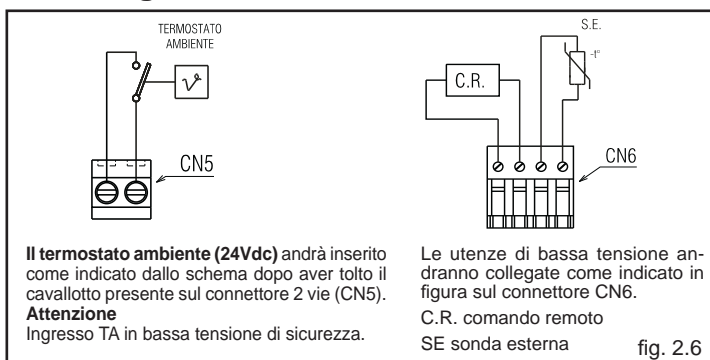 TERMOSTATO
AMBIENTE
CN5
Il termostato ambiente (24Vdc) andrà inserito
come indicato dallo schema dopo aver tolto il
cavallotto presente sul connettore 2 vie (CN5).
Attenzione
Ingresso TA in bassa tensione di sicurezza.
S.E.
-t°
C.R.
CN6
Le utenze di bassa tensione an-
dranno collegate come indicato in
figura sul connettore CN6.
C.R. comando remoto
SE sonda esterna
fig. 2.6